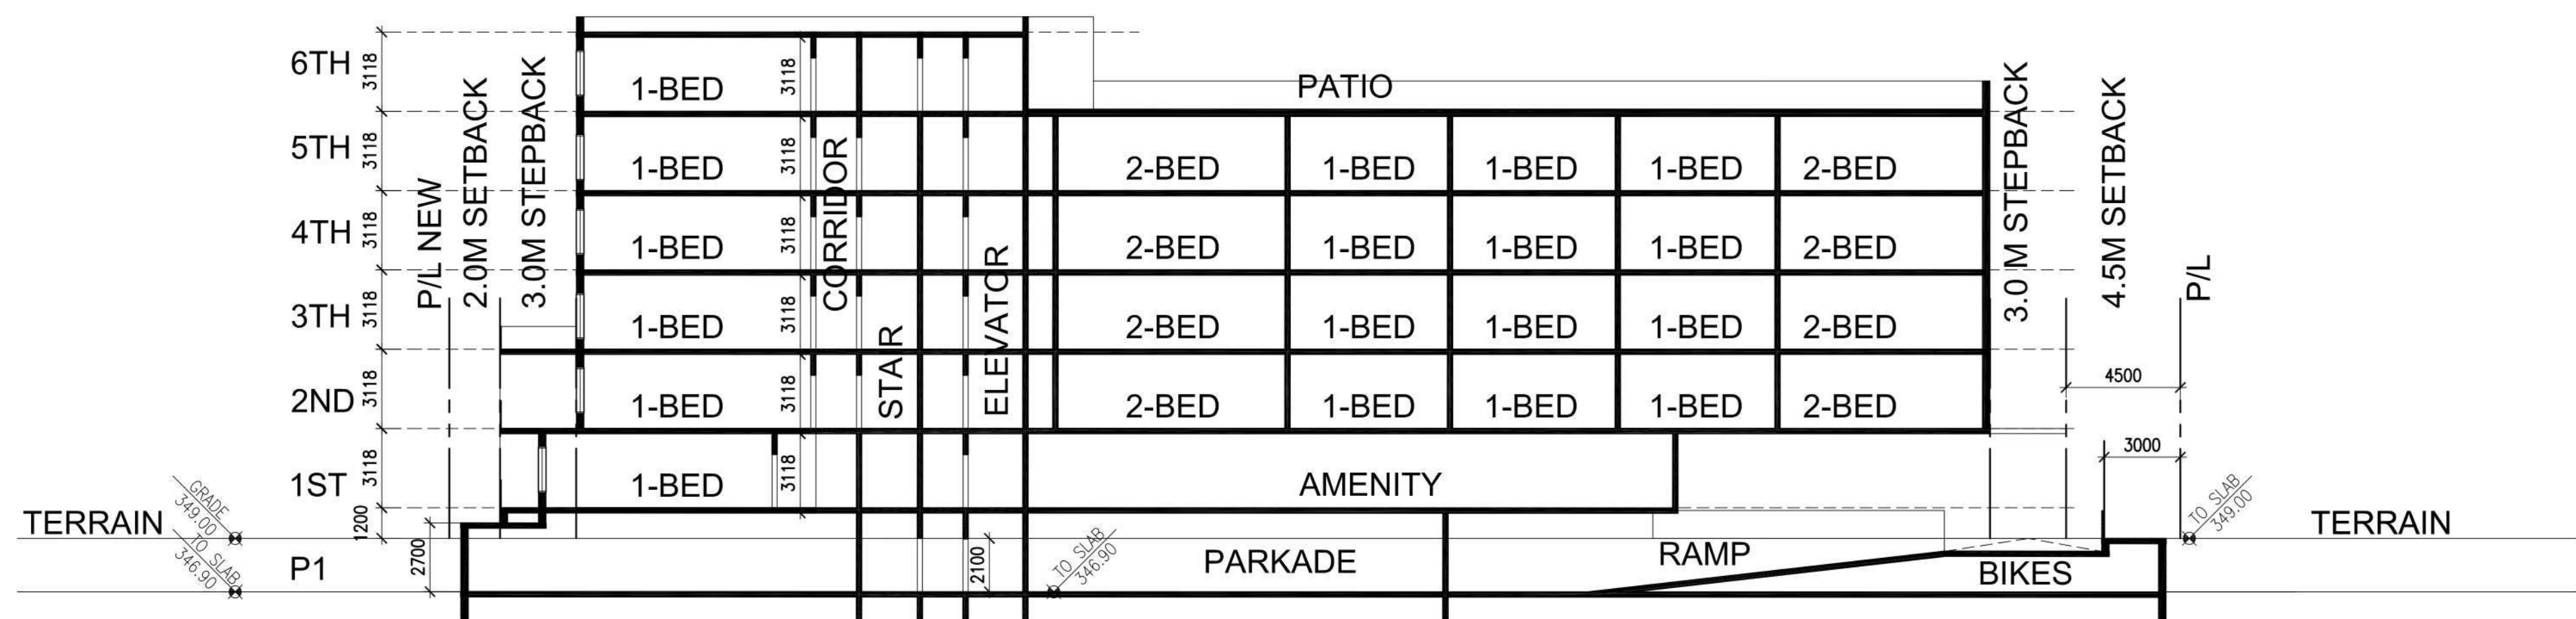 6TH
3118
1-BED
3118
PATIO
5TH
3118
1-BED
3118
2-BED
1-BED
1-BED
1-BED
2-BED
4TH
3118
1-BED
3118
2-BED
1-BED
1-BED
1-BED
2-BED
3TH
3118
1-BED
3118
2-BED
1-BED
1-BED
1-BED
2-BED
2ND
3118
1-BED
3118
2-BED
1-BED
1-BED
1-BED
2-BED
1ST
3118
1-BED
3118
AMENITY
P/L NEW
2.0M SETBACK
3.0M STEPBACK
CORRIDOR
STAIR
ELEVATOR
3.0 M STEPBACK
4.5M SETBACK
P/L
4500
3000
TERRAIN
GRADE
349.00
TO SLAB
346.90
1200
2700
P1
2100
TO SLAB
346.90
PARKADE
RAMP
BIKES
TO SLAB
349.00
TERRAIN